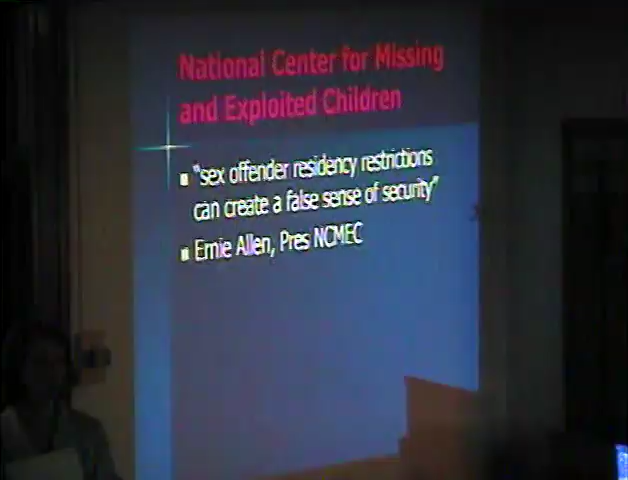 National Center for Missing
and Exploited Children
"sex offender residency restrictions
can create a false sense of security"
Ernie Allen, Pres NCMEC